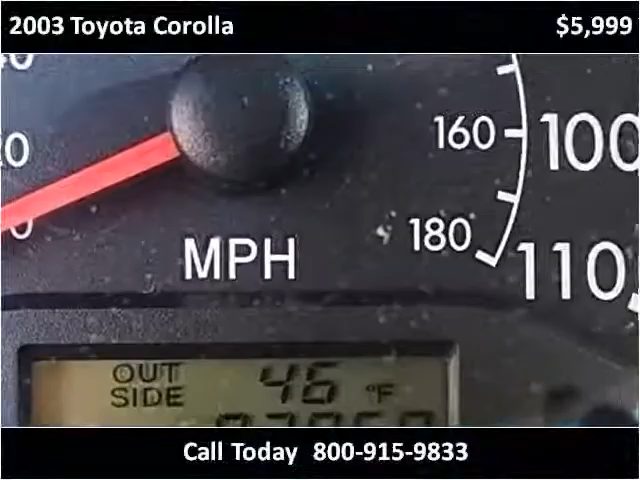 2003 Toyota Corolla $5,999
160 100
180 110
MPH
OUT SIDE 46 °F
Call Today 800-915-9833